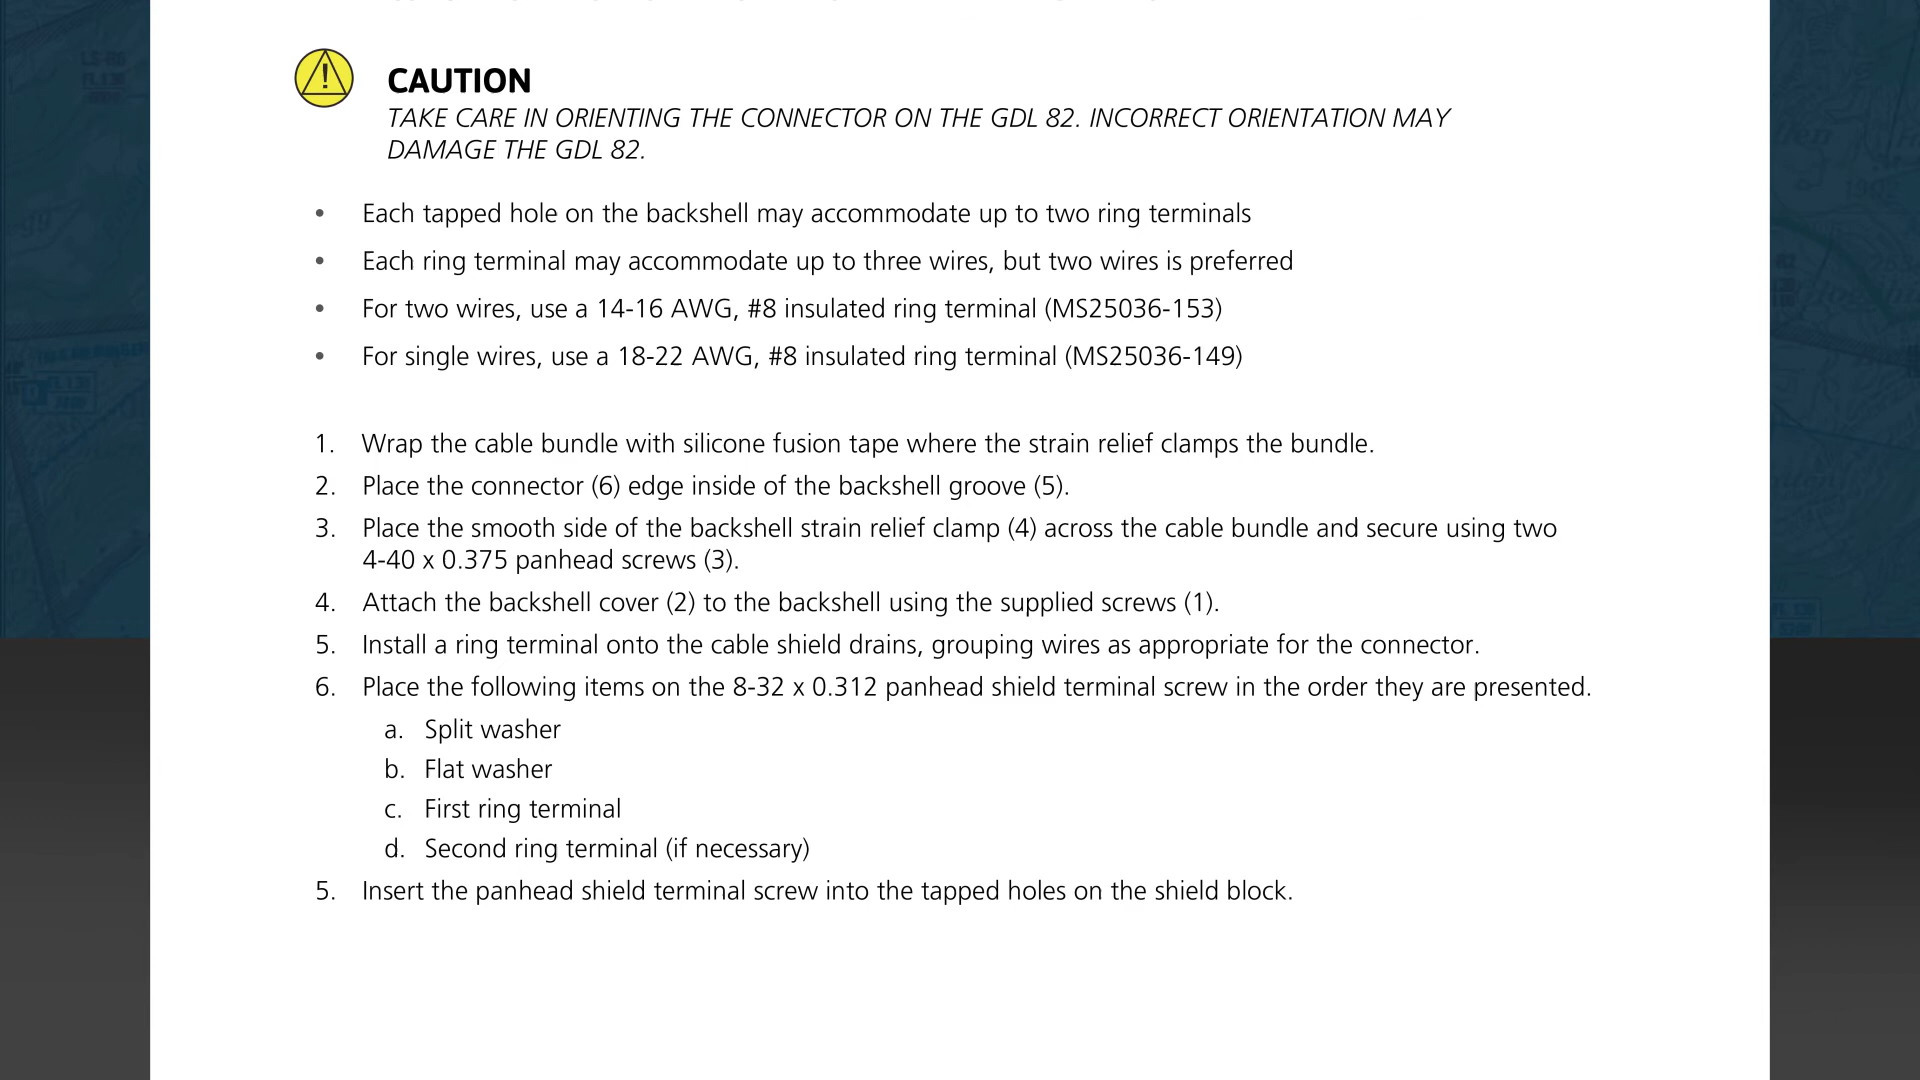 CAUTION
TAKE CARE IN ORIENTING THE CONNECTOR ON THE GDL 82. INCORRECT ORIENTATION MAY
DAMAGE THE GDL 82.
• Each tapped hole on the backshell may accommodate up to two ring terminals
• Each ring terminal may accommodate up to three wires, but two wires is preferred
• For two wires, use a 14-16 AWG, #8 insulated ring terminal (MS25036-153)
• For single wires, use a 18-22 AWG, #8 insulated ring terminal (MS25036-149)
1. Wrap the cable bundle with silicone fusion tape where the strain relief clamps the bundle.
2. Place the connector (6) edge inside of the backshell groove (5).
3. Place the smooth side of the backshell strain relief clamp (4) across the cable bundle and secure using two
4-40 x 0.375 panhead screws (3).
4. Attach the backshell cover (2) to the backshell using the supplied screws (1).
5. Install a ring terminal onto the cable shield drains, grouping wires as appropriate for the connector.
6. Place the following items on the 8-32 x 0.312 panhead shield terminal screw in the order they are presented.
a. Split washer
b. Flat washer
c. First ring terminal
d. Second ring terminal (if necessary)
5. Insert the panhead shield terminal screw into the tapped holes on the shield block.